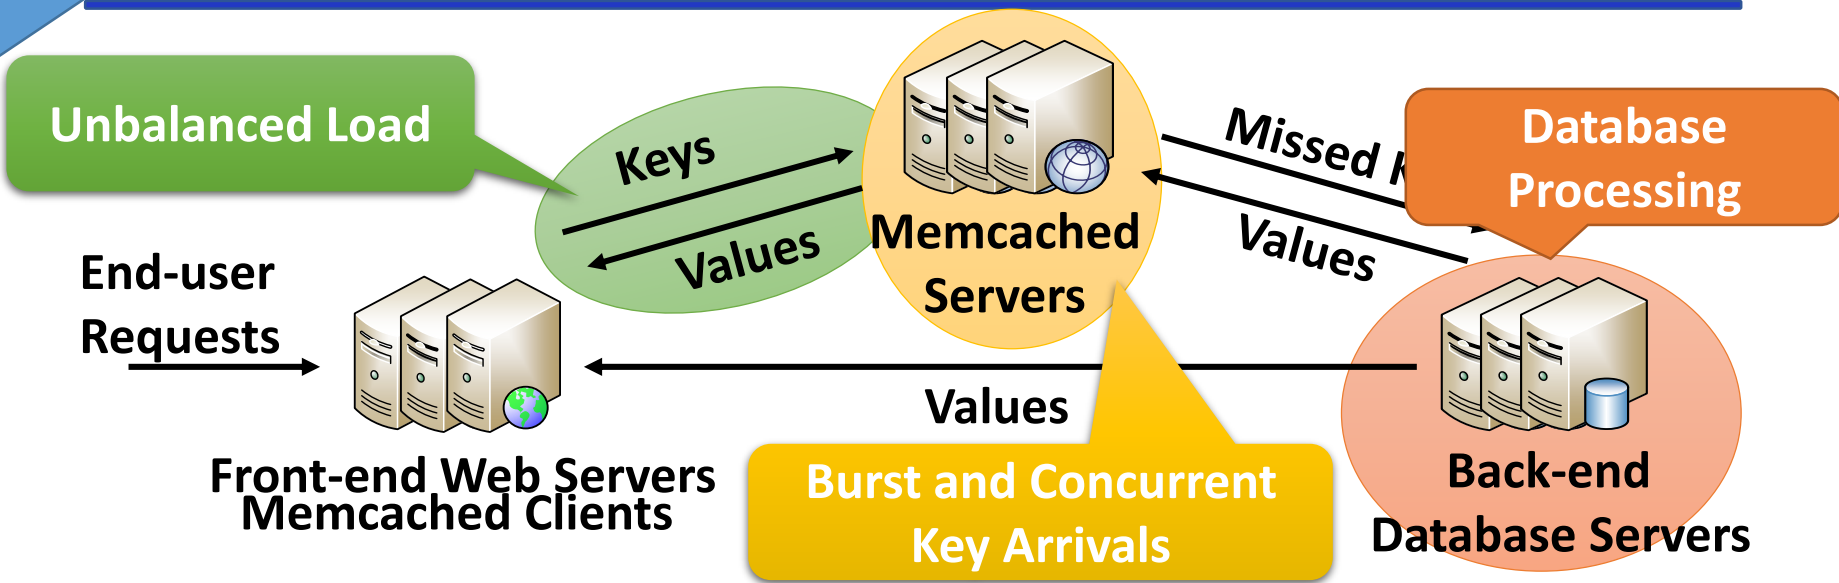 Unbalanced Load
Keys
Values
Memcached
Servers
Missed
Values
Database
Processing
End-user
Requests
Front-end Web Servers
Memcached Clients
Values
Burst and Concurrent
Key Arrivals
Back-end
Database Servers